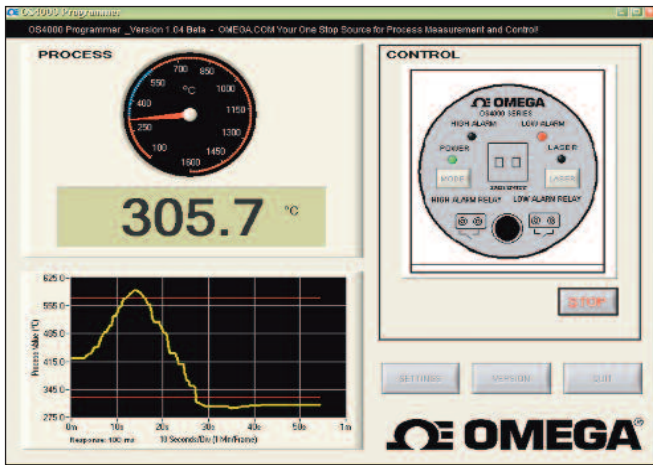 OS4000 Programmer
OS4000 Programmer _Version 1.04 Beta - OMEGA.COM Your One Stop Source for Process Measurement and Control!
PROCESS
100
250
400
550
700
850
1000
1150
1300
1450
1600
°C
305.7 °C
Process Value (°C)
625.0
555.0
485.0
415.0
345.0
275.0
0m 10s 20s 30s 40s 50s 1m
Response: 100 ms 10 Seconds/Div (1 Min/Frame)
CONTROL
OMEGA
OS4000 SERIES
HIGH ALARM LOW ALARM
POWER LASER
MODE LASER
HIGH ALARM RELAY LOW ALARM RELAY
STOP
SETTINGS VERSION QUIT
OMEGA®